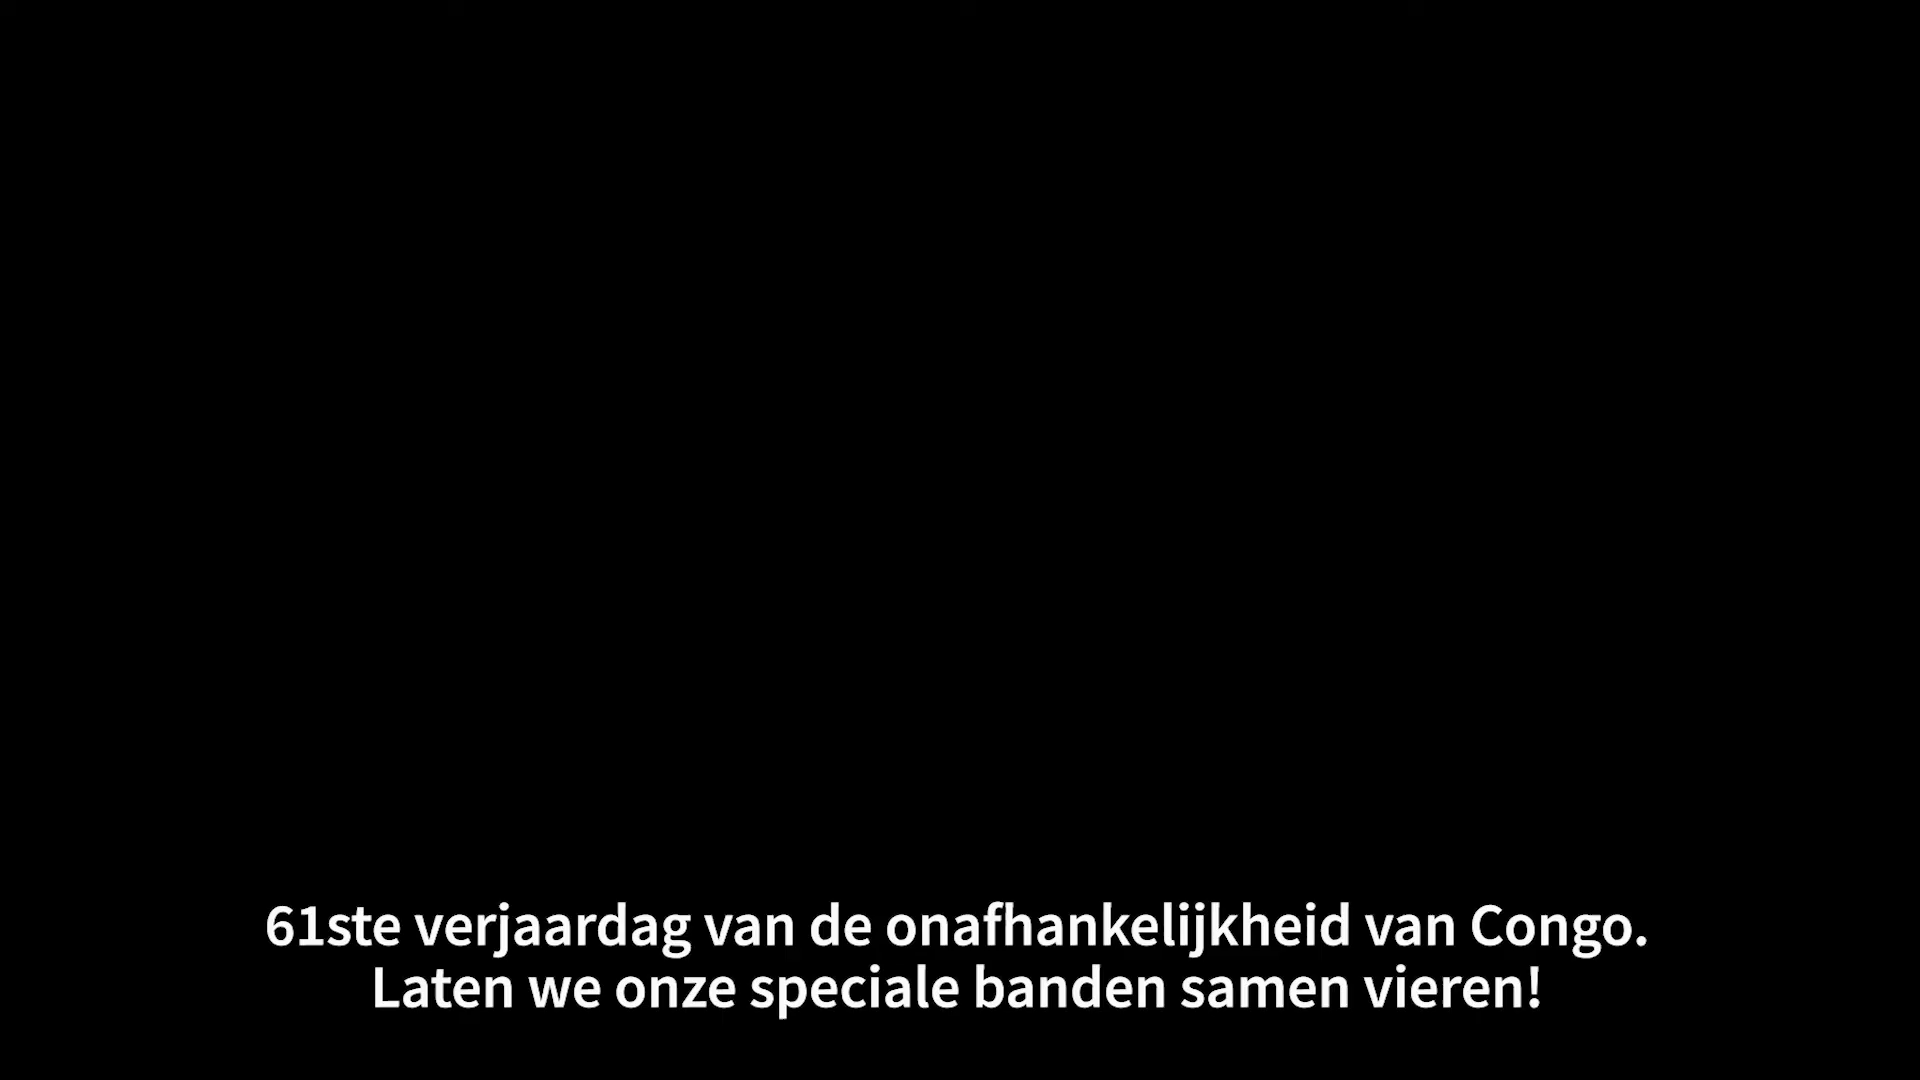 61ste verjaardag van de onafhankelijkheid van Congo.
Laten we onze speciale banden samen vieren!